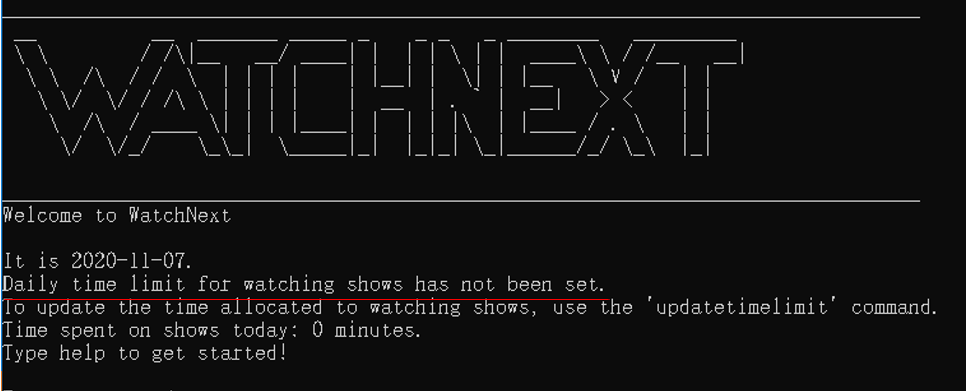 WATCHNEXT
Welcome to WatchNext
It is 2020-11-07.
Daily time limit for watching shows has not been set.
To update the time allocated to watching shows, use the 'updatetimelimit' command.
Time spent on shows today: 0 minutes.
Type help to get started!